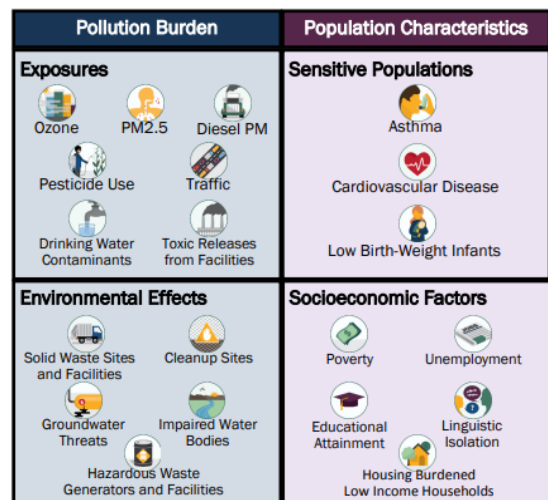 Pollution Burden
Population Characteristics
Exposures
Ozone
PM2.5
Diesel PM
Pesticide Use
Traffic
Drinking Water
Contaminants
Toxic Releases
from Facilities
Sensitive Populations
Asthma
Cardiovascular Disease
Low Birth-Weight Infants
Environmental Effects
Solid Waste Sites
and Facilities
Cleanup Sites
Groundwater
Threats
Impaired Water
Bodies
Hazardous Waste
Generators and Facilities
Socioeconomic Factors
Poverty
Unemployment
Educational
Attainment
Linguistic
Isolation
Housing Burdened
Low Income Households